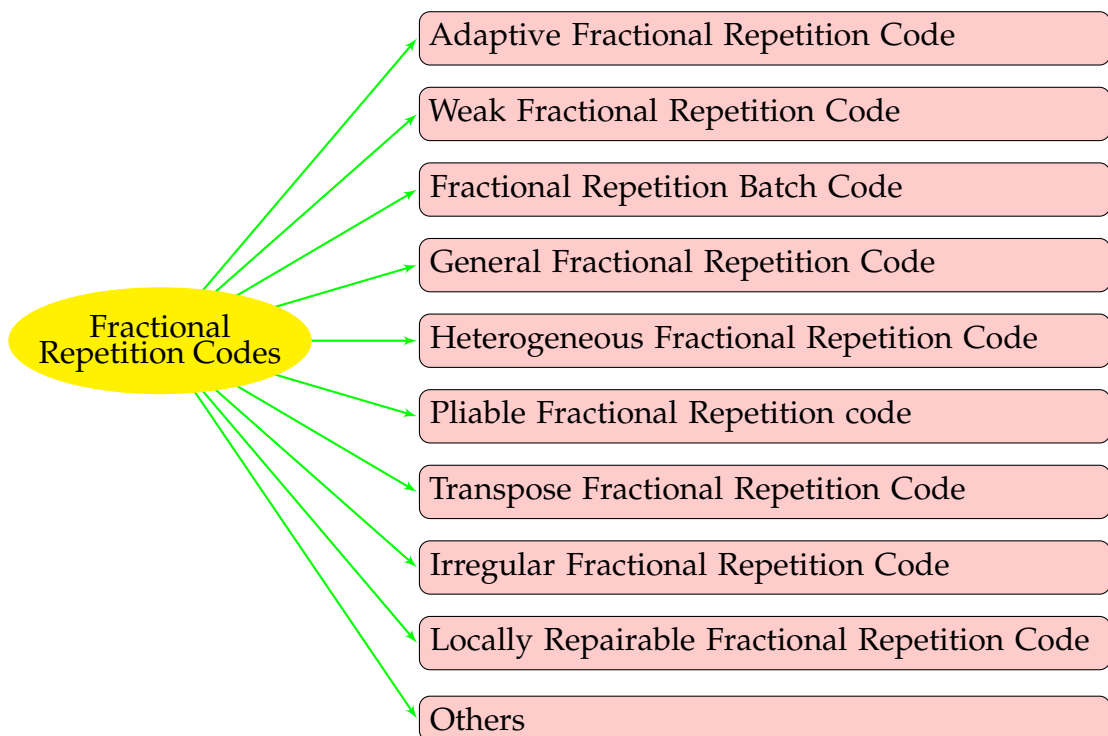 Adaptive Fractional Repetition Code
Weak Fractional Repetition Code
Fractional Repetition Batch Code
General Fractional Repetition Code
Fractional
Repetition Codes
Heterogeneous Fractional Repetition Code
Pliable Fractional Repetition code
Transpose Fractional Repetition Code
Irregular Fractional Repetition Code
Locally Repairable Fractional Repetition Code
Others